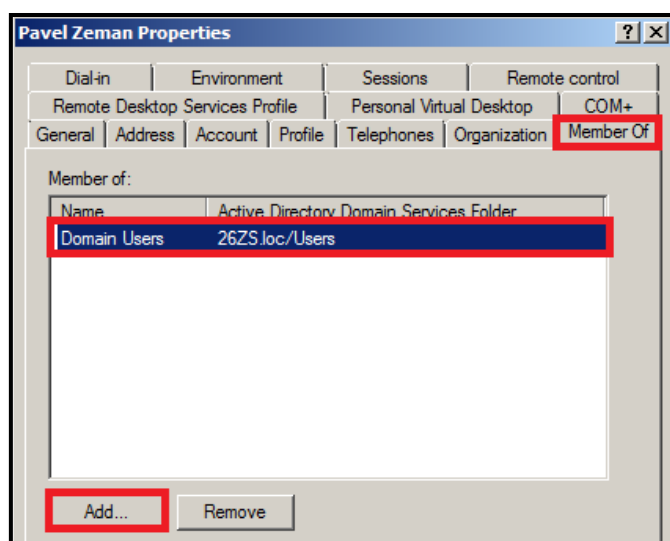 Pavel Zeman Properties ? X
Dial-in Environment Sessions Remote control
Remote Desktop Services Profile Personal Virtual Desktop COM+
General Address Account Profile Telephones Organization Member Of
Member of:
Name Active Directory Domain Services Folder
Domain Users 26ZS.loc/Users
Add... Remove